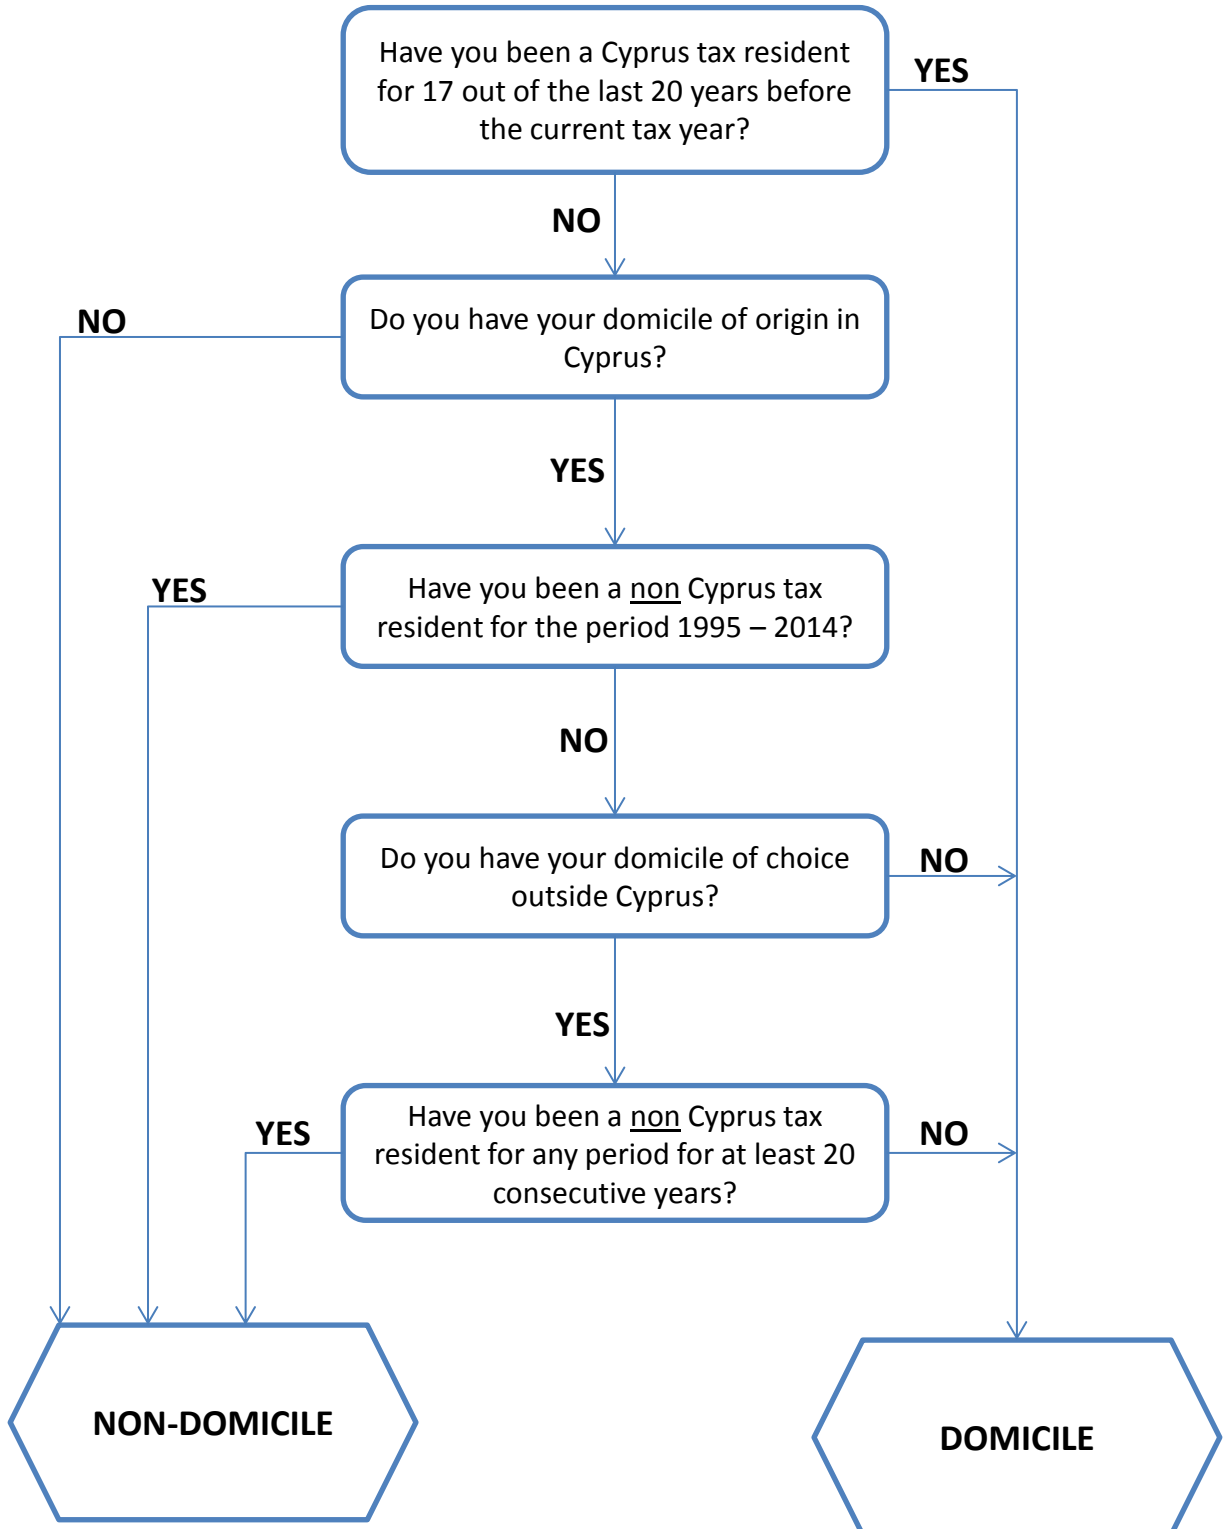 Have you been a Cyprus tax resident
for 17 out of the last 20 years before
the current tax year?
YES
NO
Do you have your domicile of origin in
Cyprus?
NO
YES
Have you been a non Cyprus tax
resident for the period 1995 – 2014?
YES
NO
Do you have your domicile of choice
outside Cyprus?
NO
YES
Have you been a non Cyprus tax
resident for any period for at least 20
consecutive years?
YES
NO
NON-DOMICILE
DOMICILE